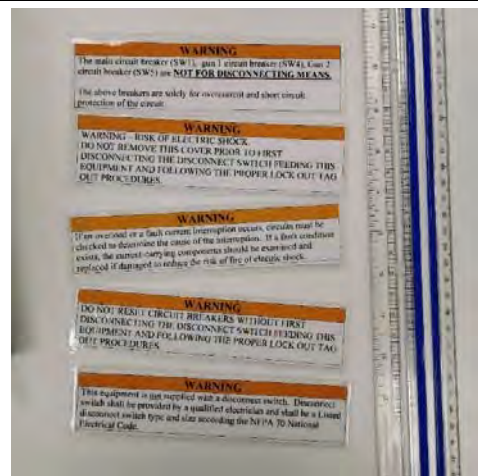 WARNING
The main circuit breaker (SW1), gun 1 circuit breaker (SW4), Gun 2
circuit breaker (SW5) are NOT FOR DISCONNECTING MEANS.
The above breakers are solely for overcurrent and short circuit
protection of the circuit.
WARNING
WARNING - RISK OF ELECTRIC SHOCK.
DO NOT REMOVE THIS COVER PRIOR TO FIRST
DISCONNECTING THE DISCONNECT SWITCH FEEDING THIS
EQUIPMENT AND FOLLOWING THE PROPER LOCK OUT TAG
OUT PROCEDURES.
WARNING
If an overload or a fault current interruption occurs, circuits must be
checked to determine the cause of the interruption. If a fault condition
exists, the current-carrying components should be examined and
replaced if damaged to reduce the risk of fire of electric shock.
WARNING
DO NOT RESET CIRCUIT BREAKERS WITHOUT FIRST
DISCONNECTING THE DISCONNECT SWITCH FEEDING THIS
EQUIPMENT AND FOLLOWING THE PROPER LOCK OUT TAG
OUT PROCEDURES.
WARNING
This equipment is not supplied with a disconnect switch. Disconnect
switch shall be provided by a qualified electrician and shall be a Listed
disconnect switch type and size according the NFPA 70 National
Electrical Code.